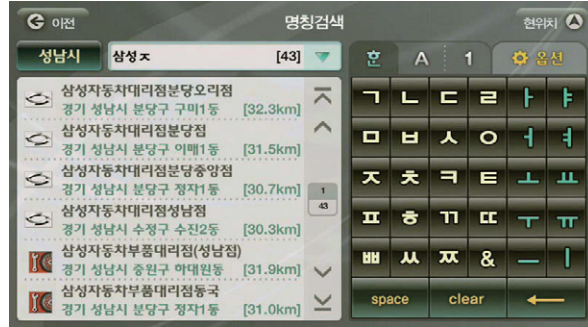 이전 명칭검색 현위치
성남시 삼성ㅈ [43] 훈 A 1 옵션
삼성자동차대리점분당오리점
경기 성남시 분당구 구미1동 [32.3km]
삼성자동차대리점분당점
경기 성남시 분당구 이매1동 [31.5km]
삼성자동차대리점분당중앙점
경기 성남시 분당구 정자1동 [30.7km]
삼성자동차대리점성남점
경기 성남시 수정구 수진2동 [30.3km]
삼성자동차부품대리점(성남점)
경기 성남시 중원구 하대원동 [31.9km]
삼성자동차부품대리점동국
경기 성남시 분당구 정자1동 [31.0km]
1
43
ㄱ ㄴ ㄷ ㄹ ㅏ ㅑ
ㅁ ㅂ ㅅ ㅇ ㅓ ㅕ
ㅈ ㅊ ㅋ ㅌ ㅗ ㅛ
ㅍ ㅎ ㄲ ㄸ ㅜ ㅠ
ㅃ ㅆ ㅉ & ㅡ ㅣ
space clear